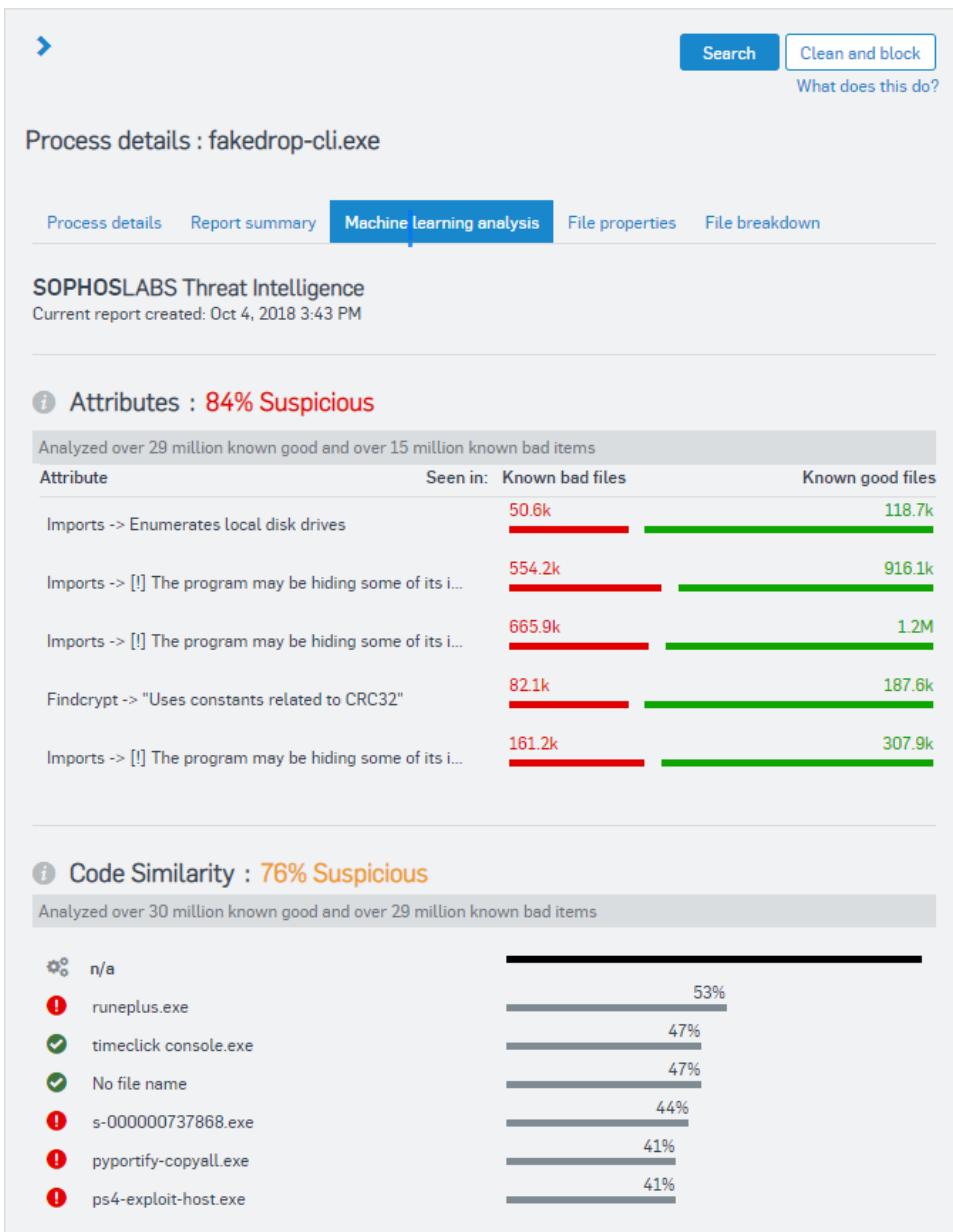 Search Clean and block
What does this do?
Process details : fakedrop-cli.exe
Process details Report summary Machine learning analysis File properties File breakdown
SOPHOSLABS Threat Intelligence
Current report created: Oct 4, 2018 3:43 PM
Attributes : 84% Suspicious
Analyzed over 29 million known good and over 15 million known bad items
Attribute Seen in: Known bad files Known good files
Imports -> Enumerates local disk drives 50.6k 118.7k
Imports -> [!] The program may be hiding some of its i... 554.2k 916.1k
Imports -> [!] The program may be hiding some of its i... 665.9k 1.2M
Findcrypt -> "Uses constants related to CRC32" 82.1k 187.6k
Imports -> [!] The program may be hiding some of its i... 161.2k 307.9k
Code Similarity : 76% Suspicious
Analyzed over 30 million known good and over 29 million known bad items
n/a
runeplus.exe 53%
timeclick console.exe 47%
No file name 47%
s-000000737868.exe 44%
pyportify-copyall.exe 41%
ps4-exploit-host.exe 41%